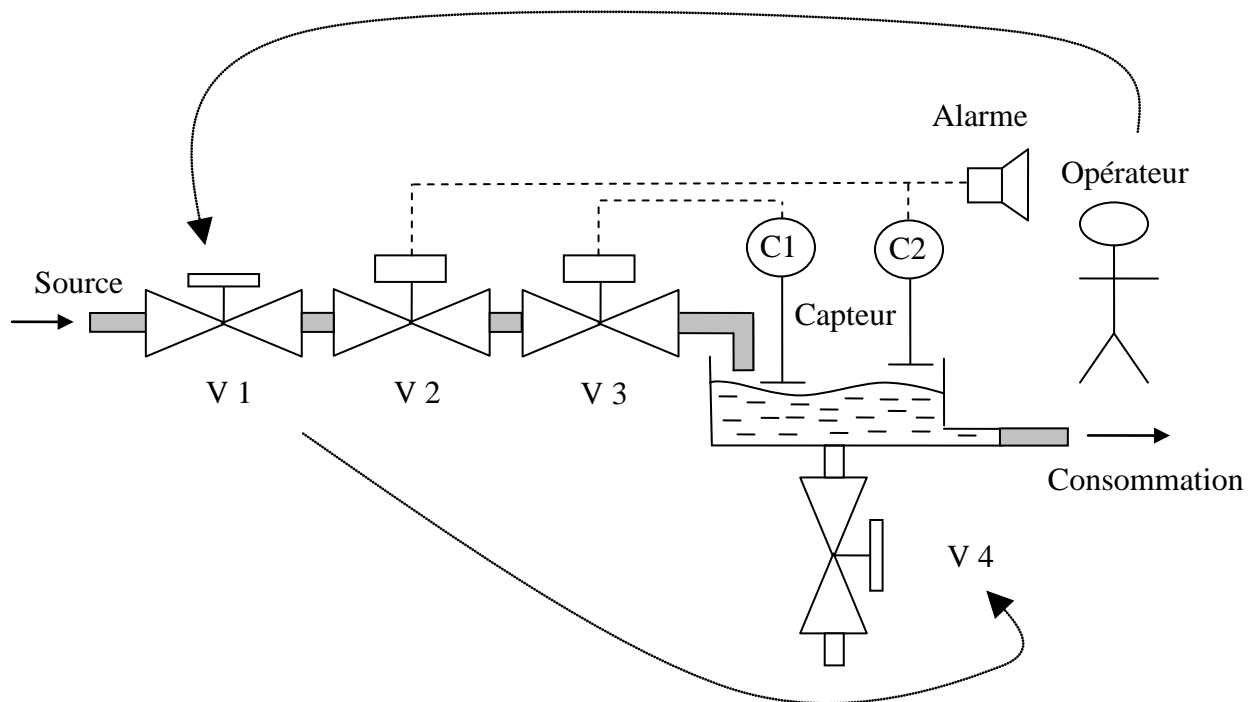 Alarme
Opérateur
C1
C2
Source
Capteur
V 1
V 2
V 3
Consommation
V 4